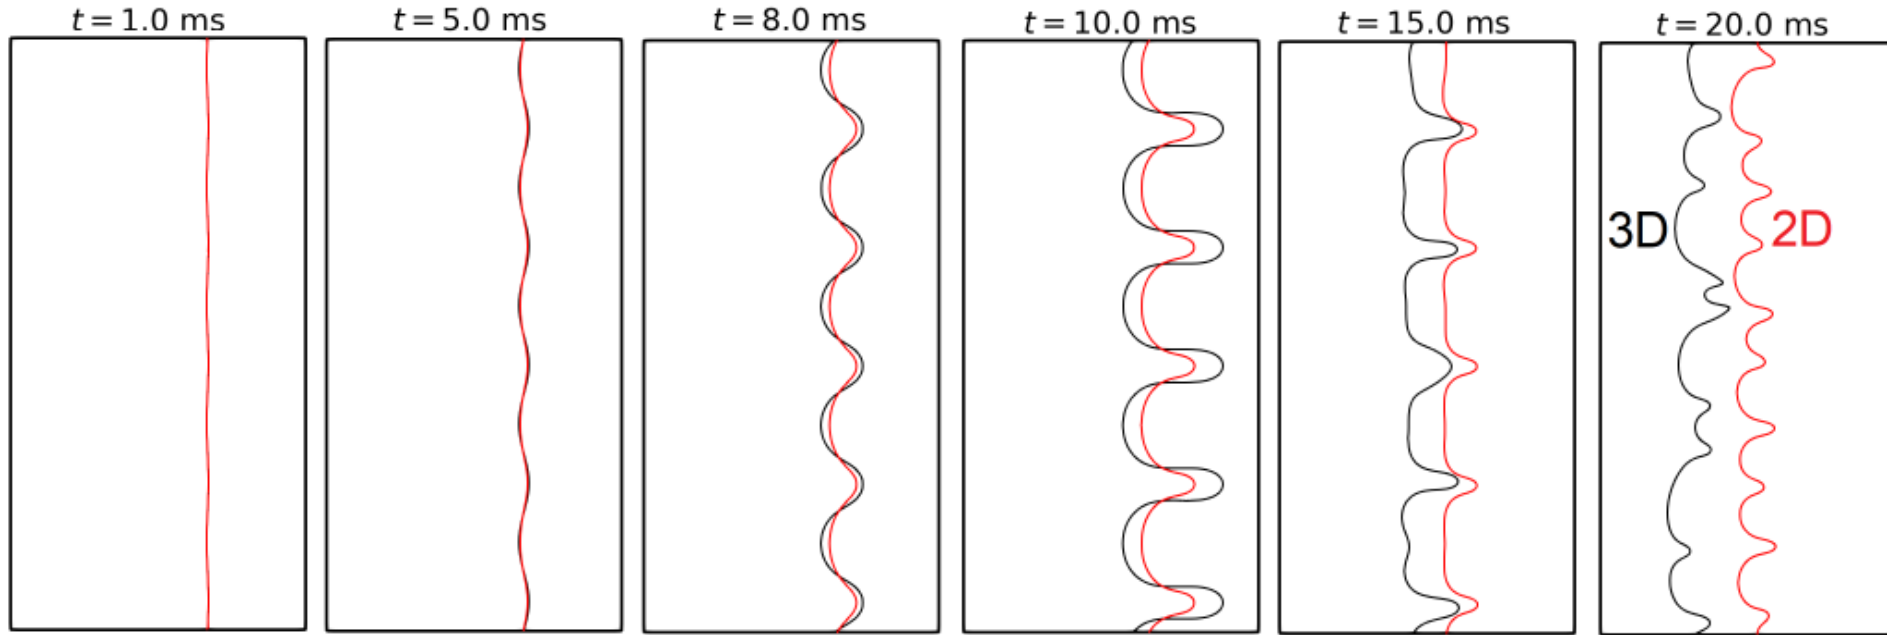 t = 1.0 ms
t = 5.0 ms
t = 8.0 ms
t = 10.0 ms
t = 15.0 ms
t = 20.0 ms
3D
2D